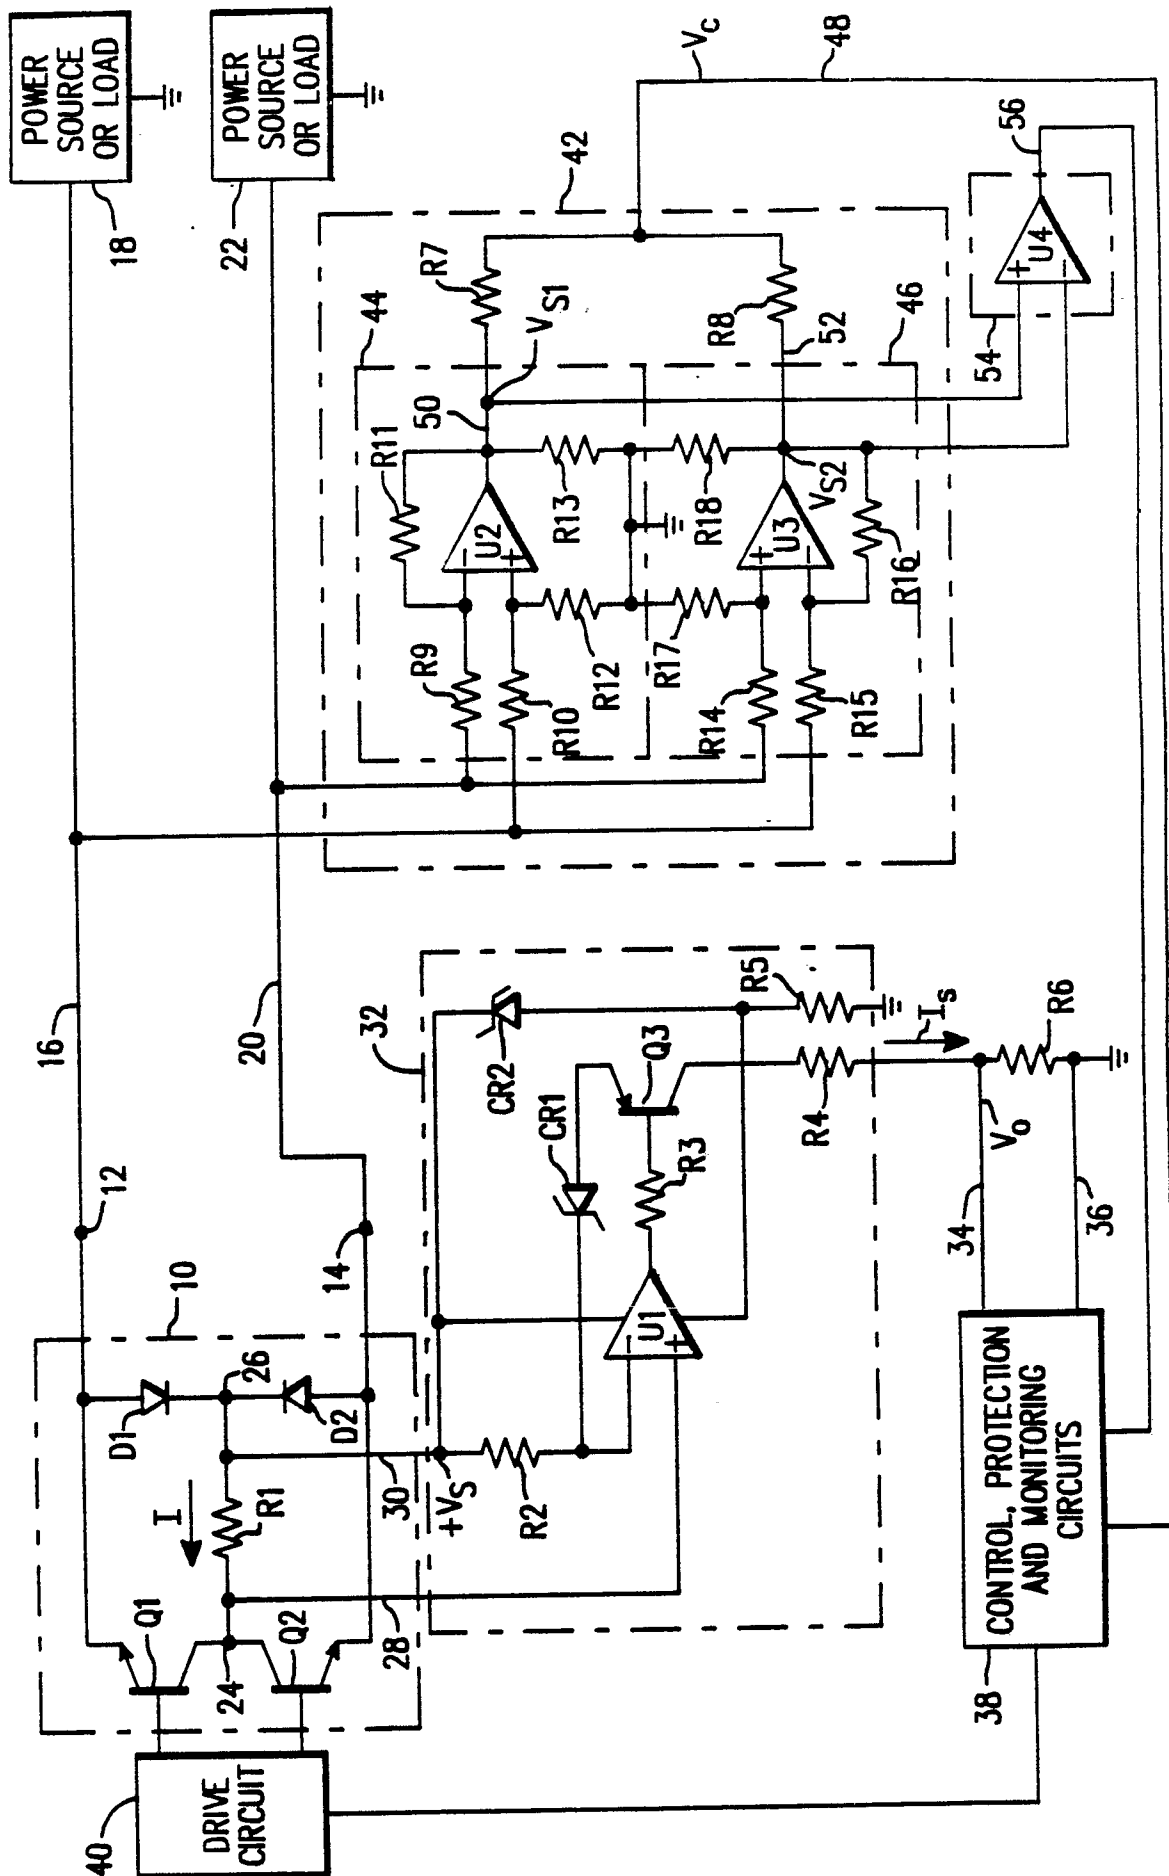 POWER
SOURCE
OR LOAD
18
POWER
SOURCE
OR LOAD
22
16
12
20
14
10
D1
26
D2
I
R1
Q1
Q2
24
28
30
DRIVE
CIRCUIT
40
32
+VS
R2
CR2
CR1
U1
-
+
R3
Q3
R5
R4
IS
R6
VO
34
36
CONTROL, PROTECTION
AND MONITORING
CIRCUITS
38
42
44
R7
VS1
50
R11
U2
-
+
R13
R9
R10
R12
R8
52
46
R18
VS2
U3
+
-
R16
R17
R14
R15
VC
48
56
U4
+
-
54